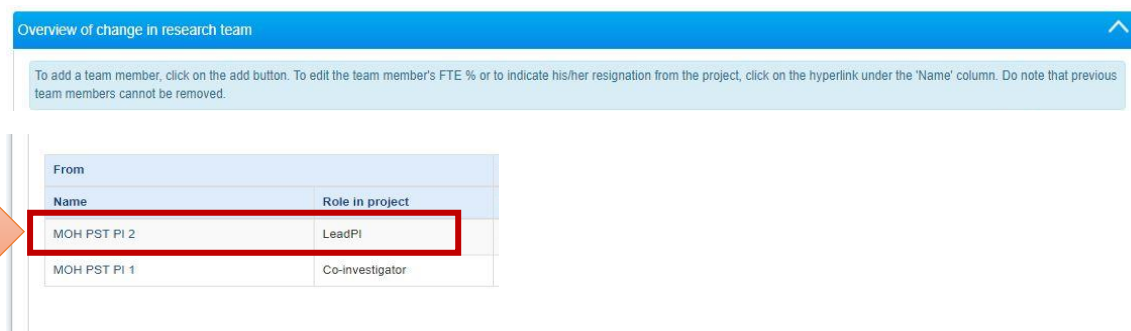 Overview of change in research team
To add a team member, click on the add button. To edit the team member's FTE % or to indicate his/her resignation from the project, click on the hyperlink under the 'Name' column. Do note that previous
team members cannot be removed.
From
Name Role in project
MOH PST PI 2 LeadPI
MOH PST PI 1 Co-investigator